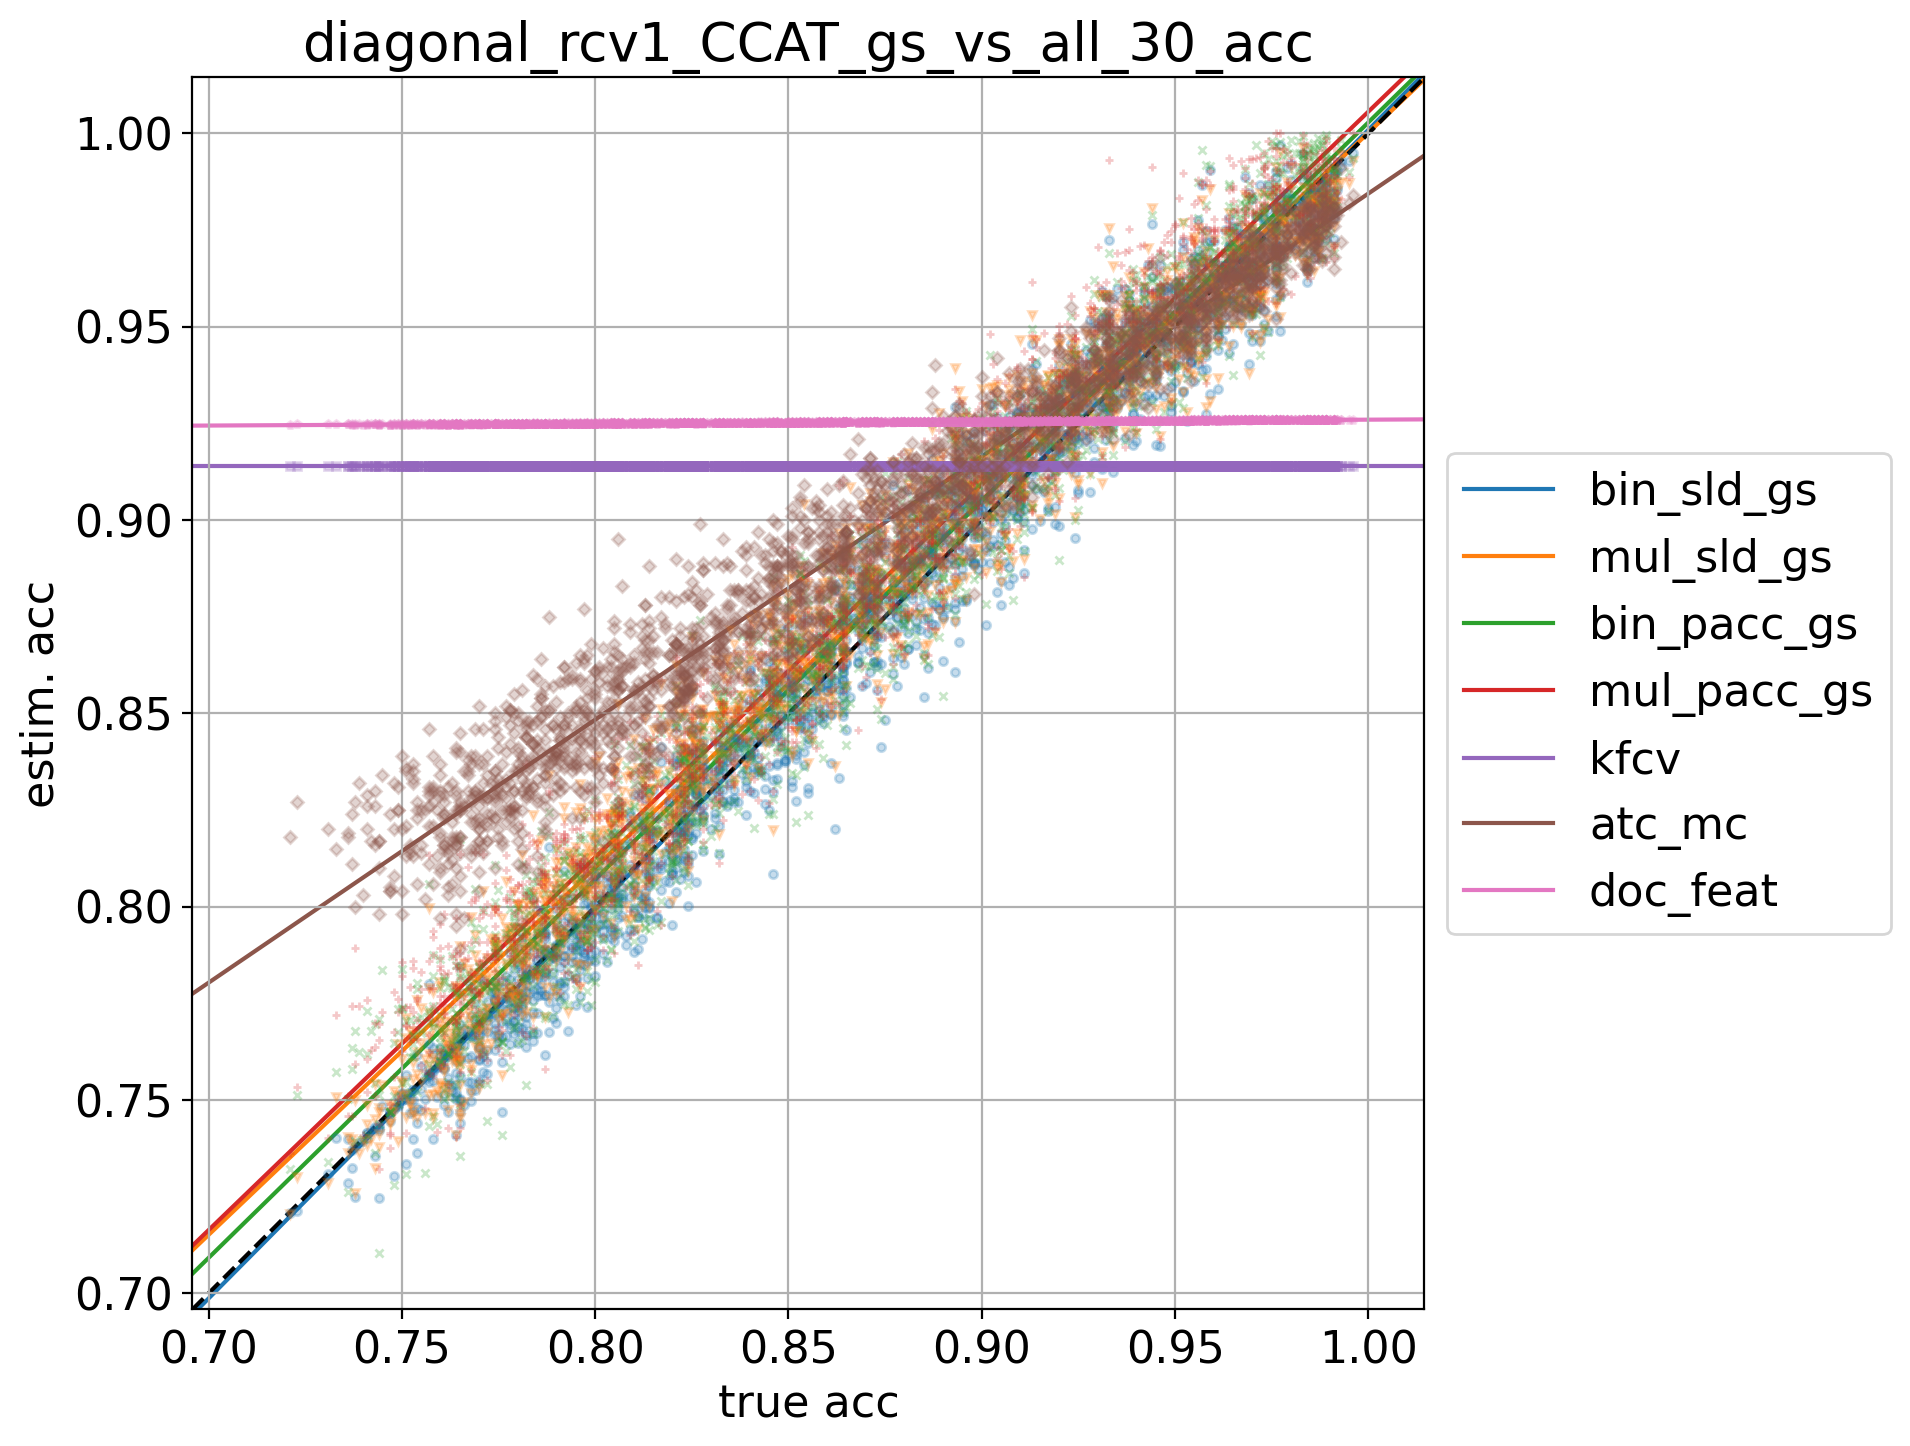 diagonal_rcv1_CCAT_gs_vs_all_30_acc
1.00
0.95
0.90
0.85
0.80
0.75
0.70
estim. acc
0.70 0.75 0.80 0.85 0.90 0.95 1.00
true acc
bin_sld_gs
mul_sld_gs
bin_pacc_gs
mul_pacc_gs
kfcv
atc_mc
doc_feat